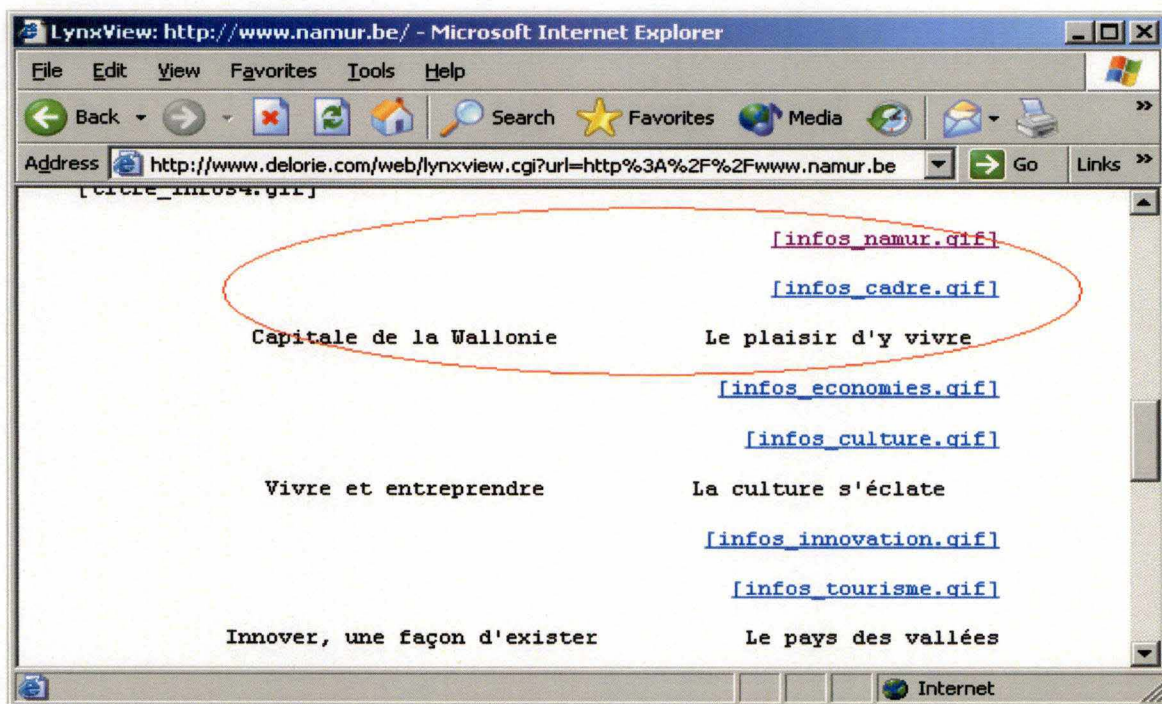 LynxView: http://www.namur.be/ - Microsoft Internet Explorer
File Edit View Favorites Tools Help
Back Search Favorites Media »
Address http://www.delorie.com/web/lynxview.cgi?url=http%3A%2F%2Fwww.namur.be Go Links »
[titre_infos4.gif]
[infos_namur.gif]
[infos_cadre.gif]
Capitale de la Wallonie Le plaisir d'y vivre
[infos_economies.gif]
[infos_culture.gif]
Vivre et entreprendre La culture s'éclate
[infos_innovation.gif]
[infos_tourisme.gif]
Innover, une façon d'exister Le pays des vallées
Internet